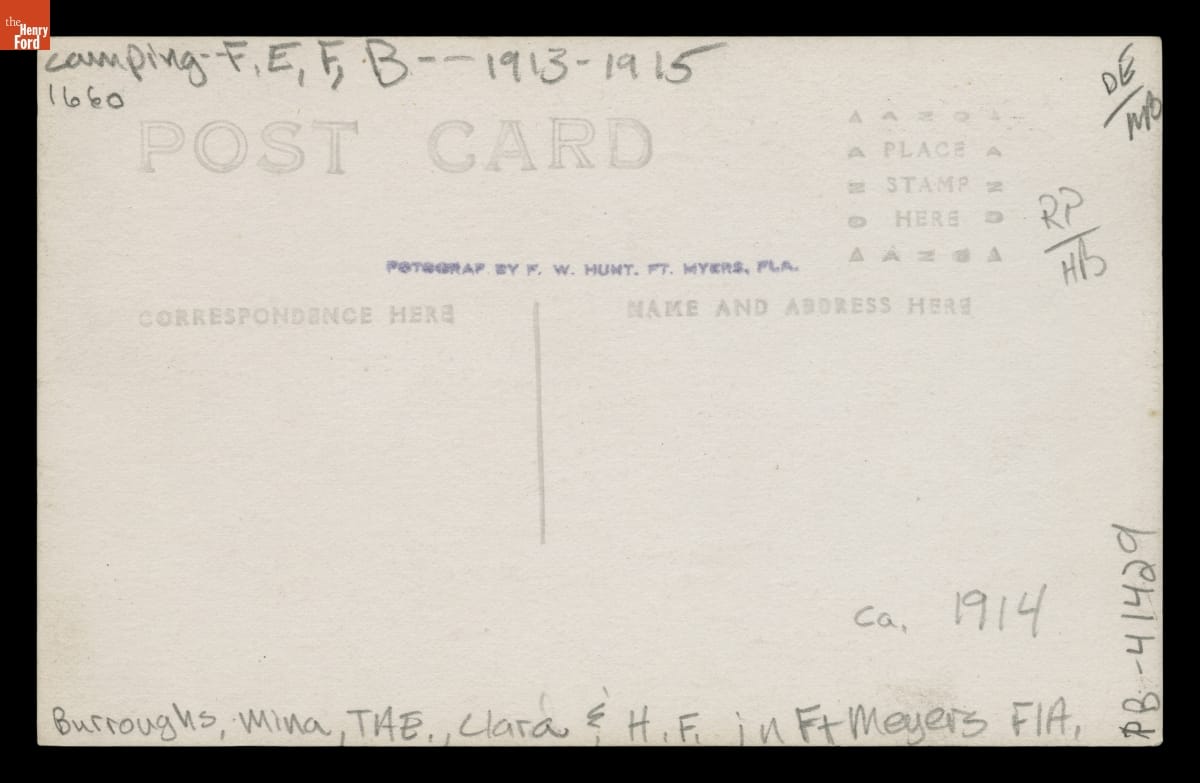 the
Henry
Ford
camping--F, E, F, B -- 1913-1915
1660
DE/MB
POST CARD
A A Z O A
A PLACE A
Z STAMP Z
O HERE O
A A Z O A
RP/HB
FOTOGRAF BY F. W. HUNT. FT. MYERS, FLA.
CORRESPONDENCE HERE
NAME AND ADDRESS HERE
ca. 1914
PB-41429
Burroughs, Mina, TAE., Clara & H.F. in Ft Meyers FlA.